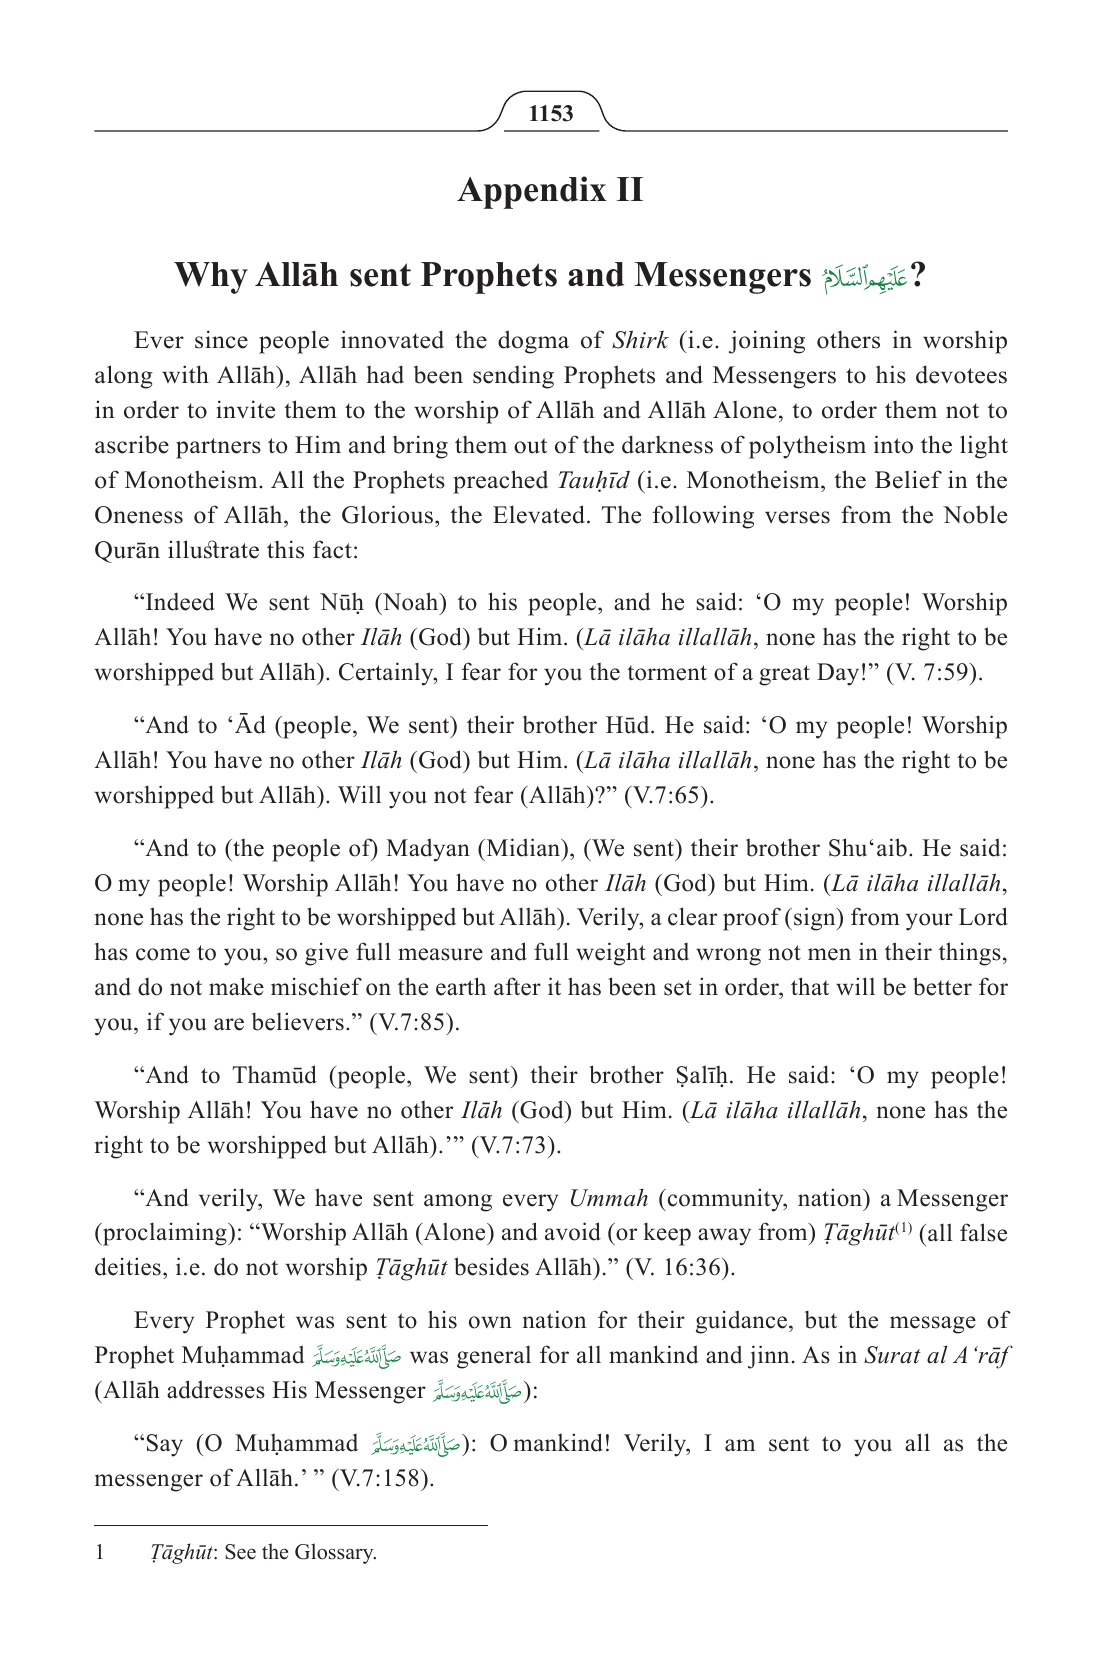 1153
Appendix II
Why Allāh sent Prophets and Messengers عَلَيْهِمُ ٱلسَّلَامُ?
Ever since people innovated the dogma of Shirk (i.e. joining others in worship
along with Allāh), Allāh had been sending Prophets and Messengers to his devotees
in order to invite them to the worship of Allāh and Allāh Alone, to order them not to
ascribe partners to Him and bring them out of the darkness of polytheism into the light
of Monotheism. All the Prophets preached Tauḥīd (i.e. Monotheism, the Belief in the
Oneness of Allāh, the Glorious, the Elevated. The following verses from the Noble
Qurān illustrate this fact:
“Indeed We sent Nūḥ (Noah) to his people, and he said: ‘O my people! Worship
Allāh! You have no other Ilāh (God) but Him. (Lā ilāha illallāh, none has the right to be
worshipped but Allāh). Certainly, I fear for you the torment of a great Day!” (V. 7:59).
“And to ‘Ād (people, We sent) their brother Hūd. He said: ‘O my people! Worship
Allāh! You have no other Ilāh (God) but Him. (Lā ilāha illallāh, none has the right to be
worshipped but Allāh). Will you not fear (Allāh)?” (V.7:65).
“And to (the people of) Madyan (Midian), (We sent) their brother Shu‘aib. He said:
O my people! Worship Allāh! You have no other Ilāh (God) but Him. (Lā ilāha illallāh,
none has the right to be worshipped but Allāh). Verily, a clear proof (sign) from your Lord
has come to you, so give full measure and full weight and wrong not men in their things,
and do not make mischief on the earth after it has been set in order, that will be better for
you, if you are believers.” (V.7:85).
“And to Thamūd (people, We sent) their brother Ṣalīḥ. He said: ‘O my people!
Worship Allāh! You have no other Ilāh (God) but Him. (Lā ilāha illallāh, none has the
right to be worshipped but Allāh).’” (V.7:73).
“And verily, We have sent among every Ummah (community, nation) a Messenger
(proclaiming): “Worship Allāh (Alone) and avoid (or keep away from) Ṭāghūt(1) (all false
deities, i.e. do not worship Ṭāghūt besides Allāh).” (V. 16:36).
Every Prophet was sent to his own nation for their guidance, but the message of
Prophet Muḥammad صَلَّى ٱللَّهُ عَلَيْهِ وَسَلَّمَ was general for all mankind and jinn. As in Surat al A‘rāf
(Allāh addresses His Messenger صَلَّى ٱللَّهُ عَلَيْهِ وَسَلَّمَ):
“Say (O Muḥammad صَلَّى ٱللَّهُ عَلَيْهِ وَسَلَّمَ): O mankind! Verily, I am sent to you all as the
messenger of Allāh.’ ” (V.7:158).
1 Ṭāghūt: See the Glossary.